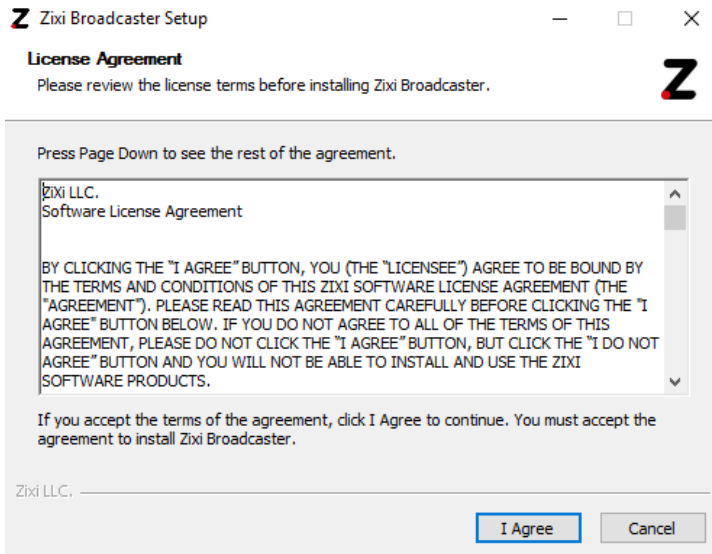 Z Zixi Broadcaster Setup
License Agreement
Please review the license terms before installing Zixi Broadcaster.
Z
Press Page Down to see the rest of the agreement.
ZiXi LLC.
Software License Agreement
BY CLICKING THE “I AGREE” BUTTON, YOU (THE “LICENSEE”) AGREE TO BE BOUND BY
THE TERMS AND CONDITIONS OF THIS ZIXI SOFTWARE LICENSE AGREEMENT (THE
"AGREEMENT"). PLEASE READ THIS AGREEMENT CAREFULLY BEFORE CLICKING THE "I
AGREE" BUTTON BELOW. IF YOU DO NOT AGREE TO ALL OF THE TERMS OF THIS
AGREEMENT, PLEASE DO NOT CLICK THE “I AGREE” BUTTON, BUT CLICK THE “I DO NOT
AGREE” BUTTON AND YOU WILL NOT BE ABLE TO INSTALL AND USE THE ZIXI
SOFTWARE PRODUCTS.
If you accept the terms of the agreement, click I Agree to continue. You must accept the
agreement to install Zixi Broadcaster.
Zixi LLC.
I Agree
Cancel